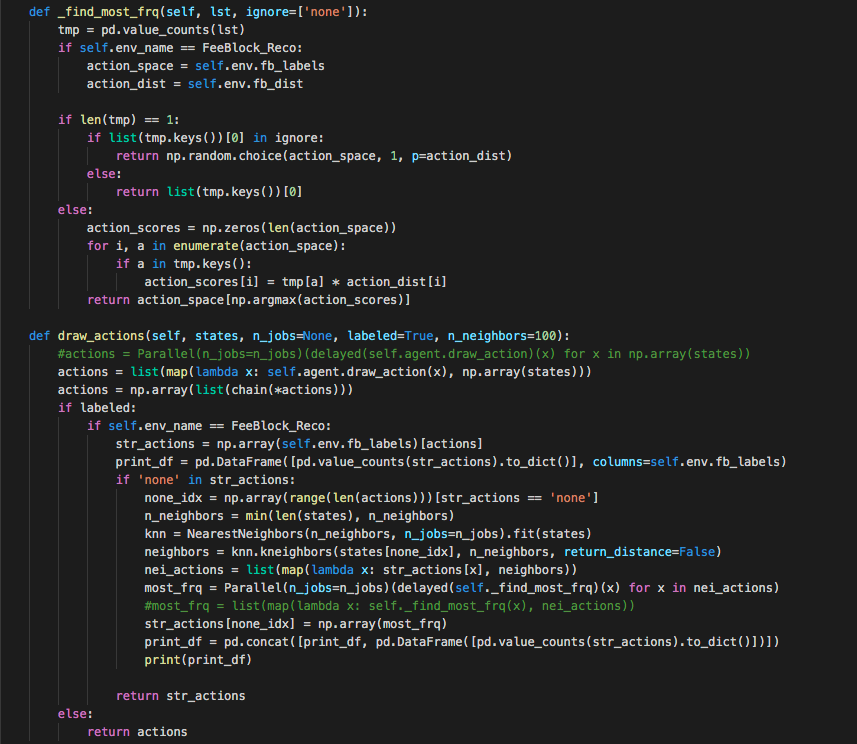 def _find_most_frq(self, lst, ignore=['none']):
    tmp = pd.value_counts(lst)
    if self.env_name == FeeBlock_Reco:
        action_space = self.env.fb_labels
        action_dist = self.env.fb_dist

    if len(tmp) == 1:
        if list(tmp.keys())[0] in ignore:
            return np.random.choice(action_space, 1, p=action_dist)
        else:
            return list(tmp.keys())[0]
    else:
        action_scores = np.zeros(len(action_space))
        for i, a in enumerate(action_space):
            if a in tmp.keys():
                action_scores[i] = tmp[a] * action_dist[i]
        return action_space[np.argmax(action_scores)]

def draw_actions(self, states, n_jobs=None, labeled=True, n_neighbors=100):
    #actions = Parallel(n_jobs=n_jobs)(delayed(self.agent.draw_action)(x) for x in np.array(states))
    actions = list(map(lambda x: self.agent.draw_action(x), np.array(states)))
    actions = np.array(list(chain(*actions)))
    if labeled:
        if self.env_name == FeeBlock_Reco:
            str_actions = np.array(self.env.fb_labels)[actions]
            print_df = pd.DataFrame([pd.value_counts(str_actions).to_dict()], columns=self.env.fb_labels)
            if 'none' in str_actions:
                none_idx = np.array(range(len(actions)))[str_actions == 'none']
                n_neighbors = min(len(states), n_neighbors)
                knn = NearestNeighbors(n_neighbors, n_jobs=n_jobs).fit(states)
                neighbors = knn.kneighbors(states[none_idx], n_neighbors, return_distance=False)
                nei_actions = list(map(lambda x: str_actions[x], neighbors))
                most_frq = Parallel(n_jobs=n_jobs)(delayed(self._find_most_frq)(x) for x in nei_actions)
                #most_frq = list(map(lambda x: self._find_most_frq(x), nei_actions))
                str_actions[none_idx] = np.array(most_frq)
                print_df = pd.concat([print_df, pd.DataFrame([pd.value_counts(str_actions).to_dict()])])
                print(print_df)

            return str_actions
    else:
        return actions